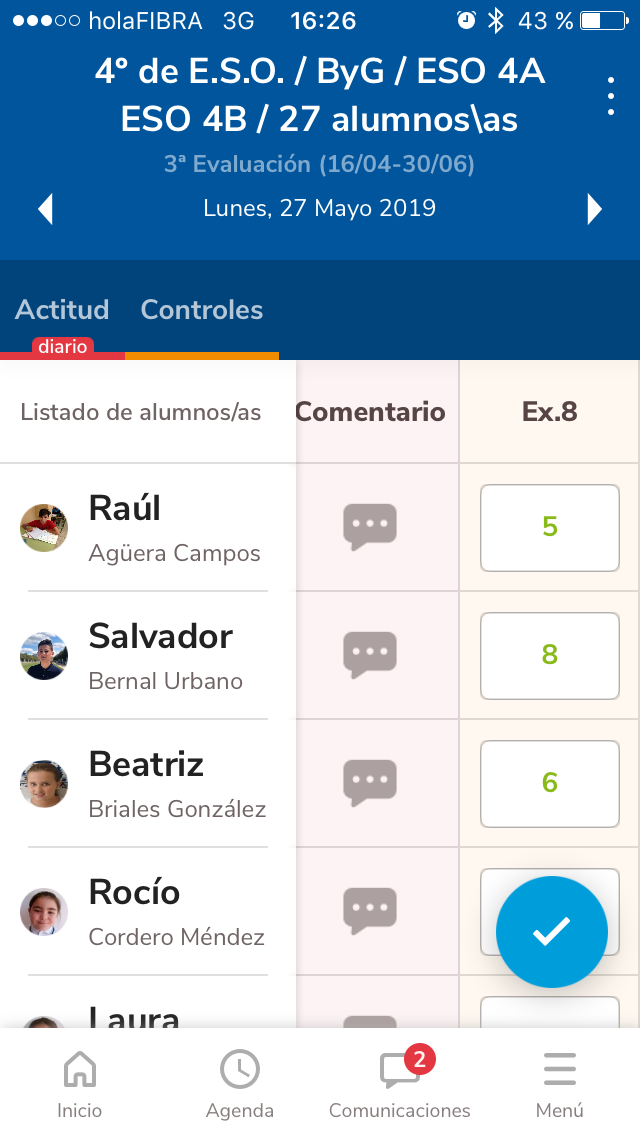 holaFIBRA 3G 16:26 43 %
4º de E.S.O. / ByG / ESO 4A
ESO 4B / 27 alumnos\as
3ª Evaluación (16/04-30/06)
Lunes, 27 Mayo 2019
Actitud Controles
diario
Listado de alumnos/as Comentario Ex.8
Raúl
Agüera Campos
5
Salvador
Bernal Urbano
8
Beatriz
Briales González
6
Rocío
Cordero Méndez
Laura
2
Inicio Agenda Comunicaciones Menú